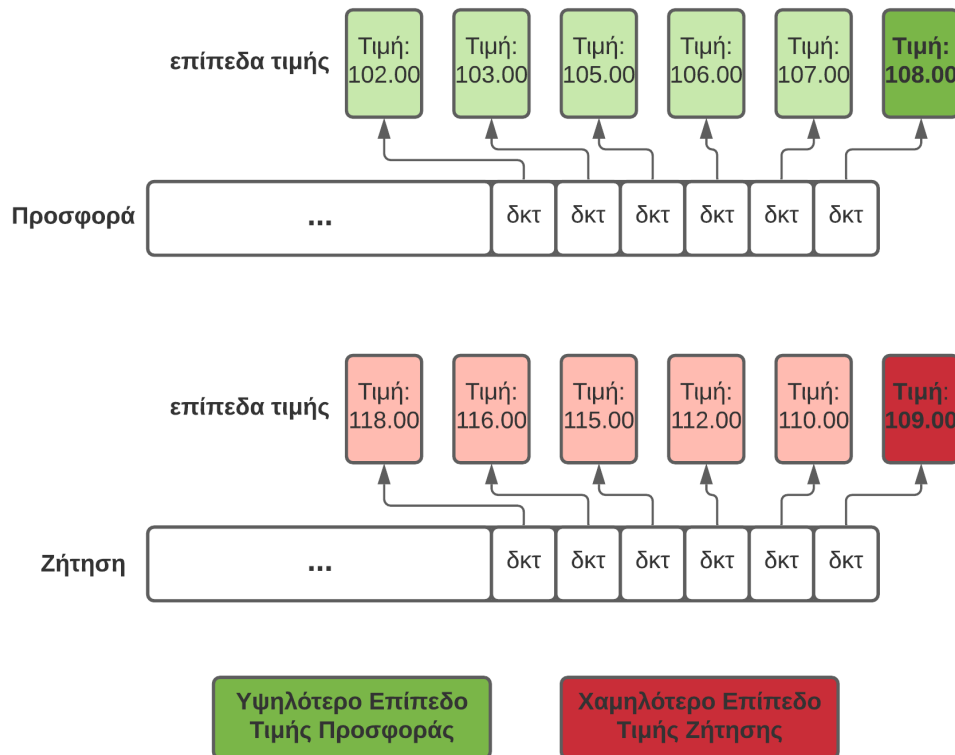 επίπεδα τιμής
Τιμή:
102.00
Τιμή:
103.00
Τιμή:
105.00
Τιμή:
106.00
Τιμή:
107.00
Τιμή:
108.00
Προσφορά
...
δκτ
δκτ
δκτ
δκτ
δκτ
δκτ
επίπεδα τιμής
Τιμή:
118.00
Τιμή:
116.00
Τιμή:
115.00
Τιμή:
112.00
Τιμή:
110.00
Τιμή:
109.00
Ζήτηση
...
δκτ
δκτ
δκτ
δκτ
δκτ
δκτ
Υψηλότερο Επίπεδο
Τιμής Προσφοράς
Χαμηλότερο Επίπεδο
Τιμής Ζήτησης